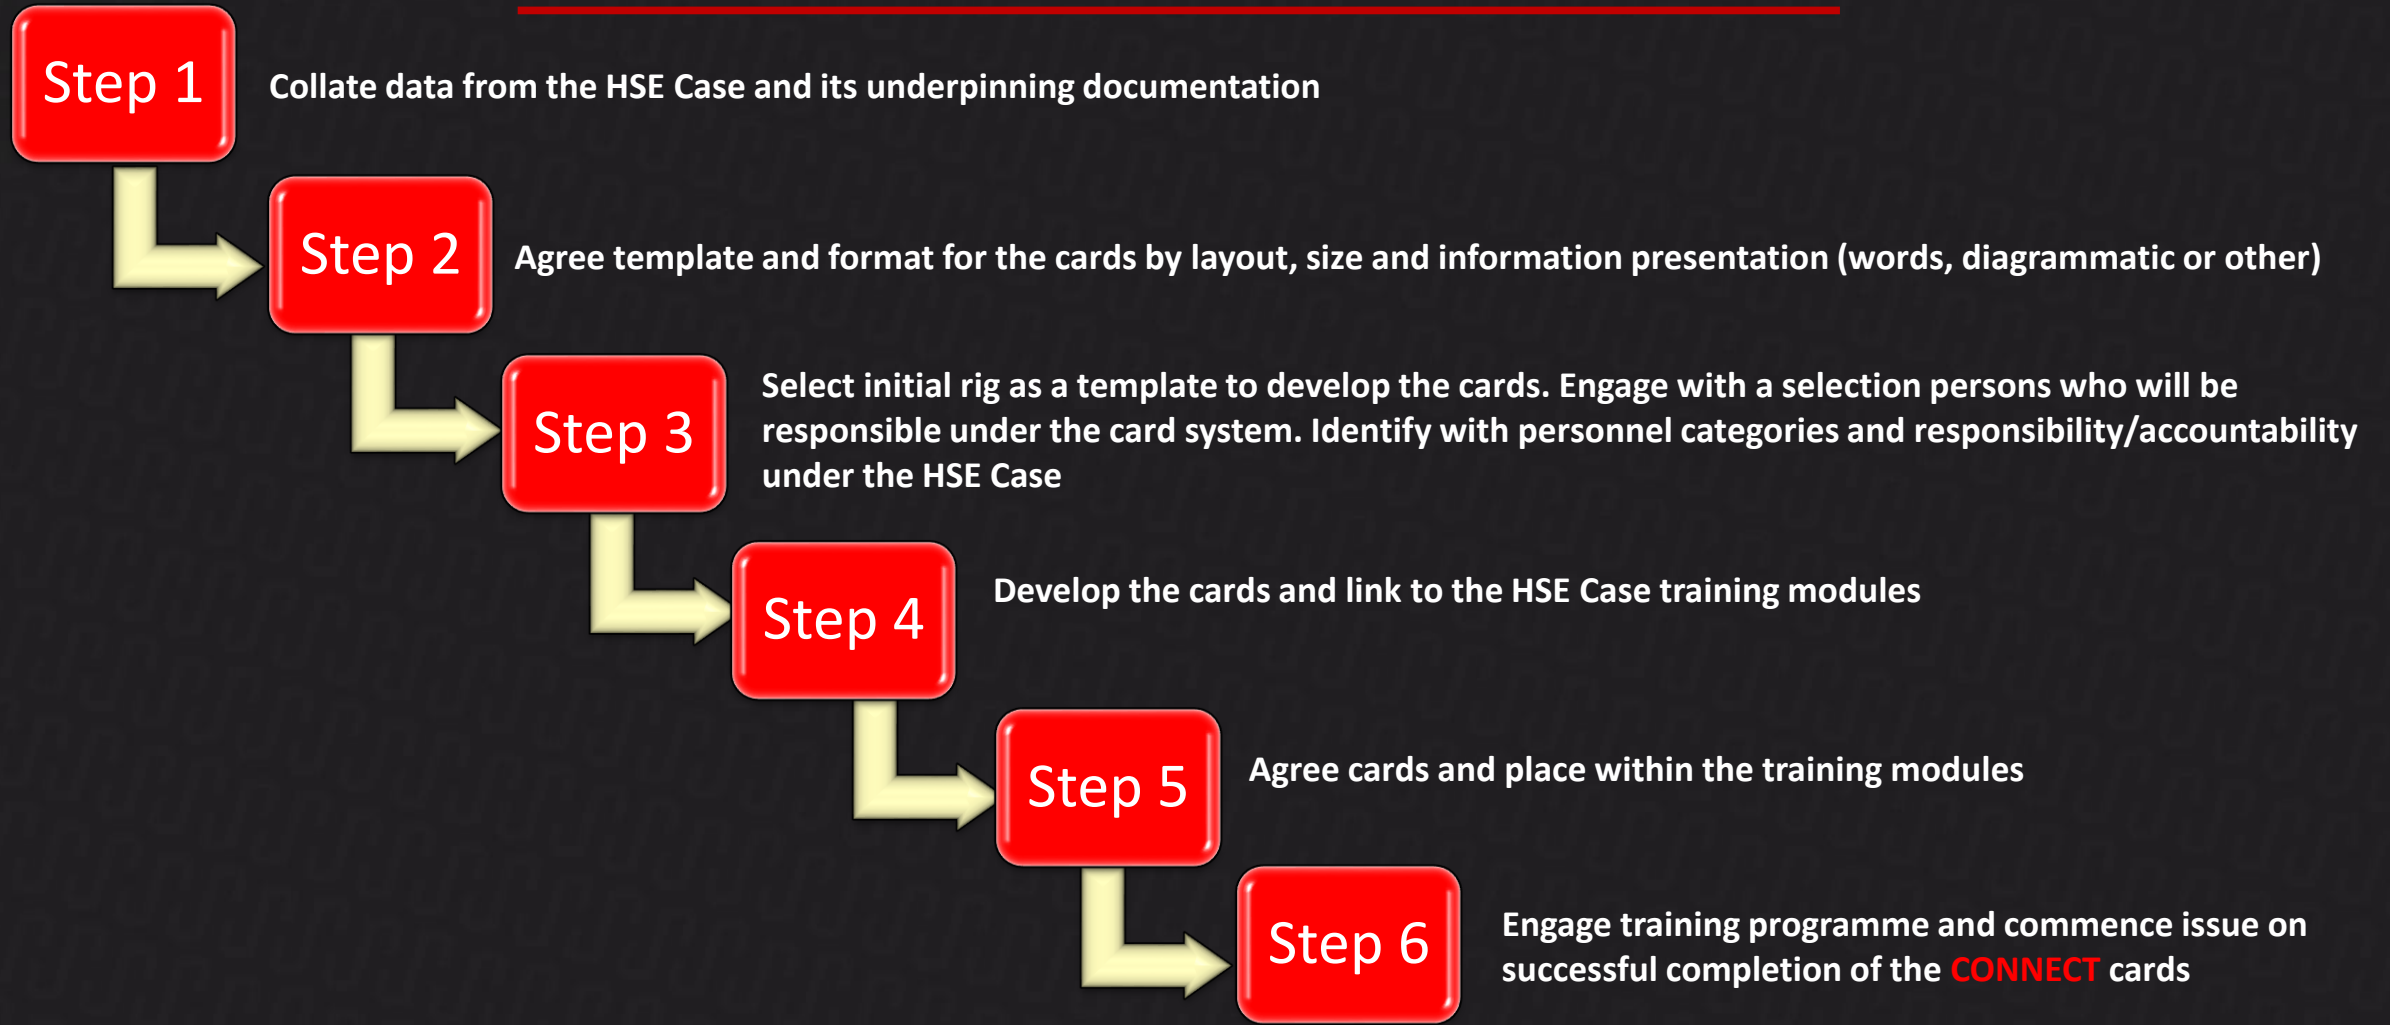 Step 1
Collate data from the HSE Case and its underpinning documentation
Step 2
Agree template and format for the cards by layout, size and information presentation (words, diagrammatic or other)
Step 3
Select initial rig as a template to develop the cards. Engage with a selection persons who will be
responsible under the card system. Identify with personnel categories and responsibility/accountability
under the HSE Case
Step 4
Develop the cards and link to the HSE Case training modules
Step 5
Agree cards and place within the training modules
Step 6
Engage training programme and commence issue on
successful completion of the CONNECT cards